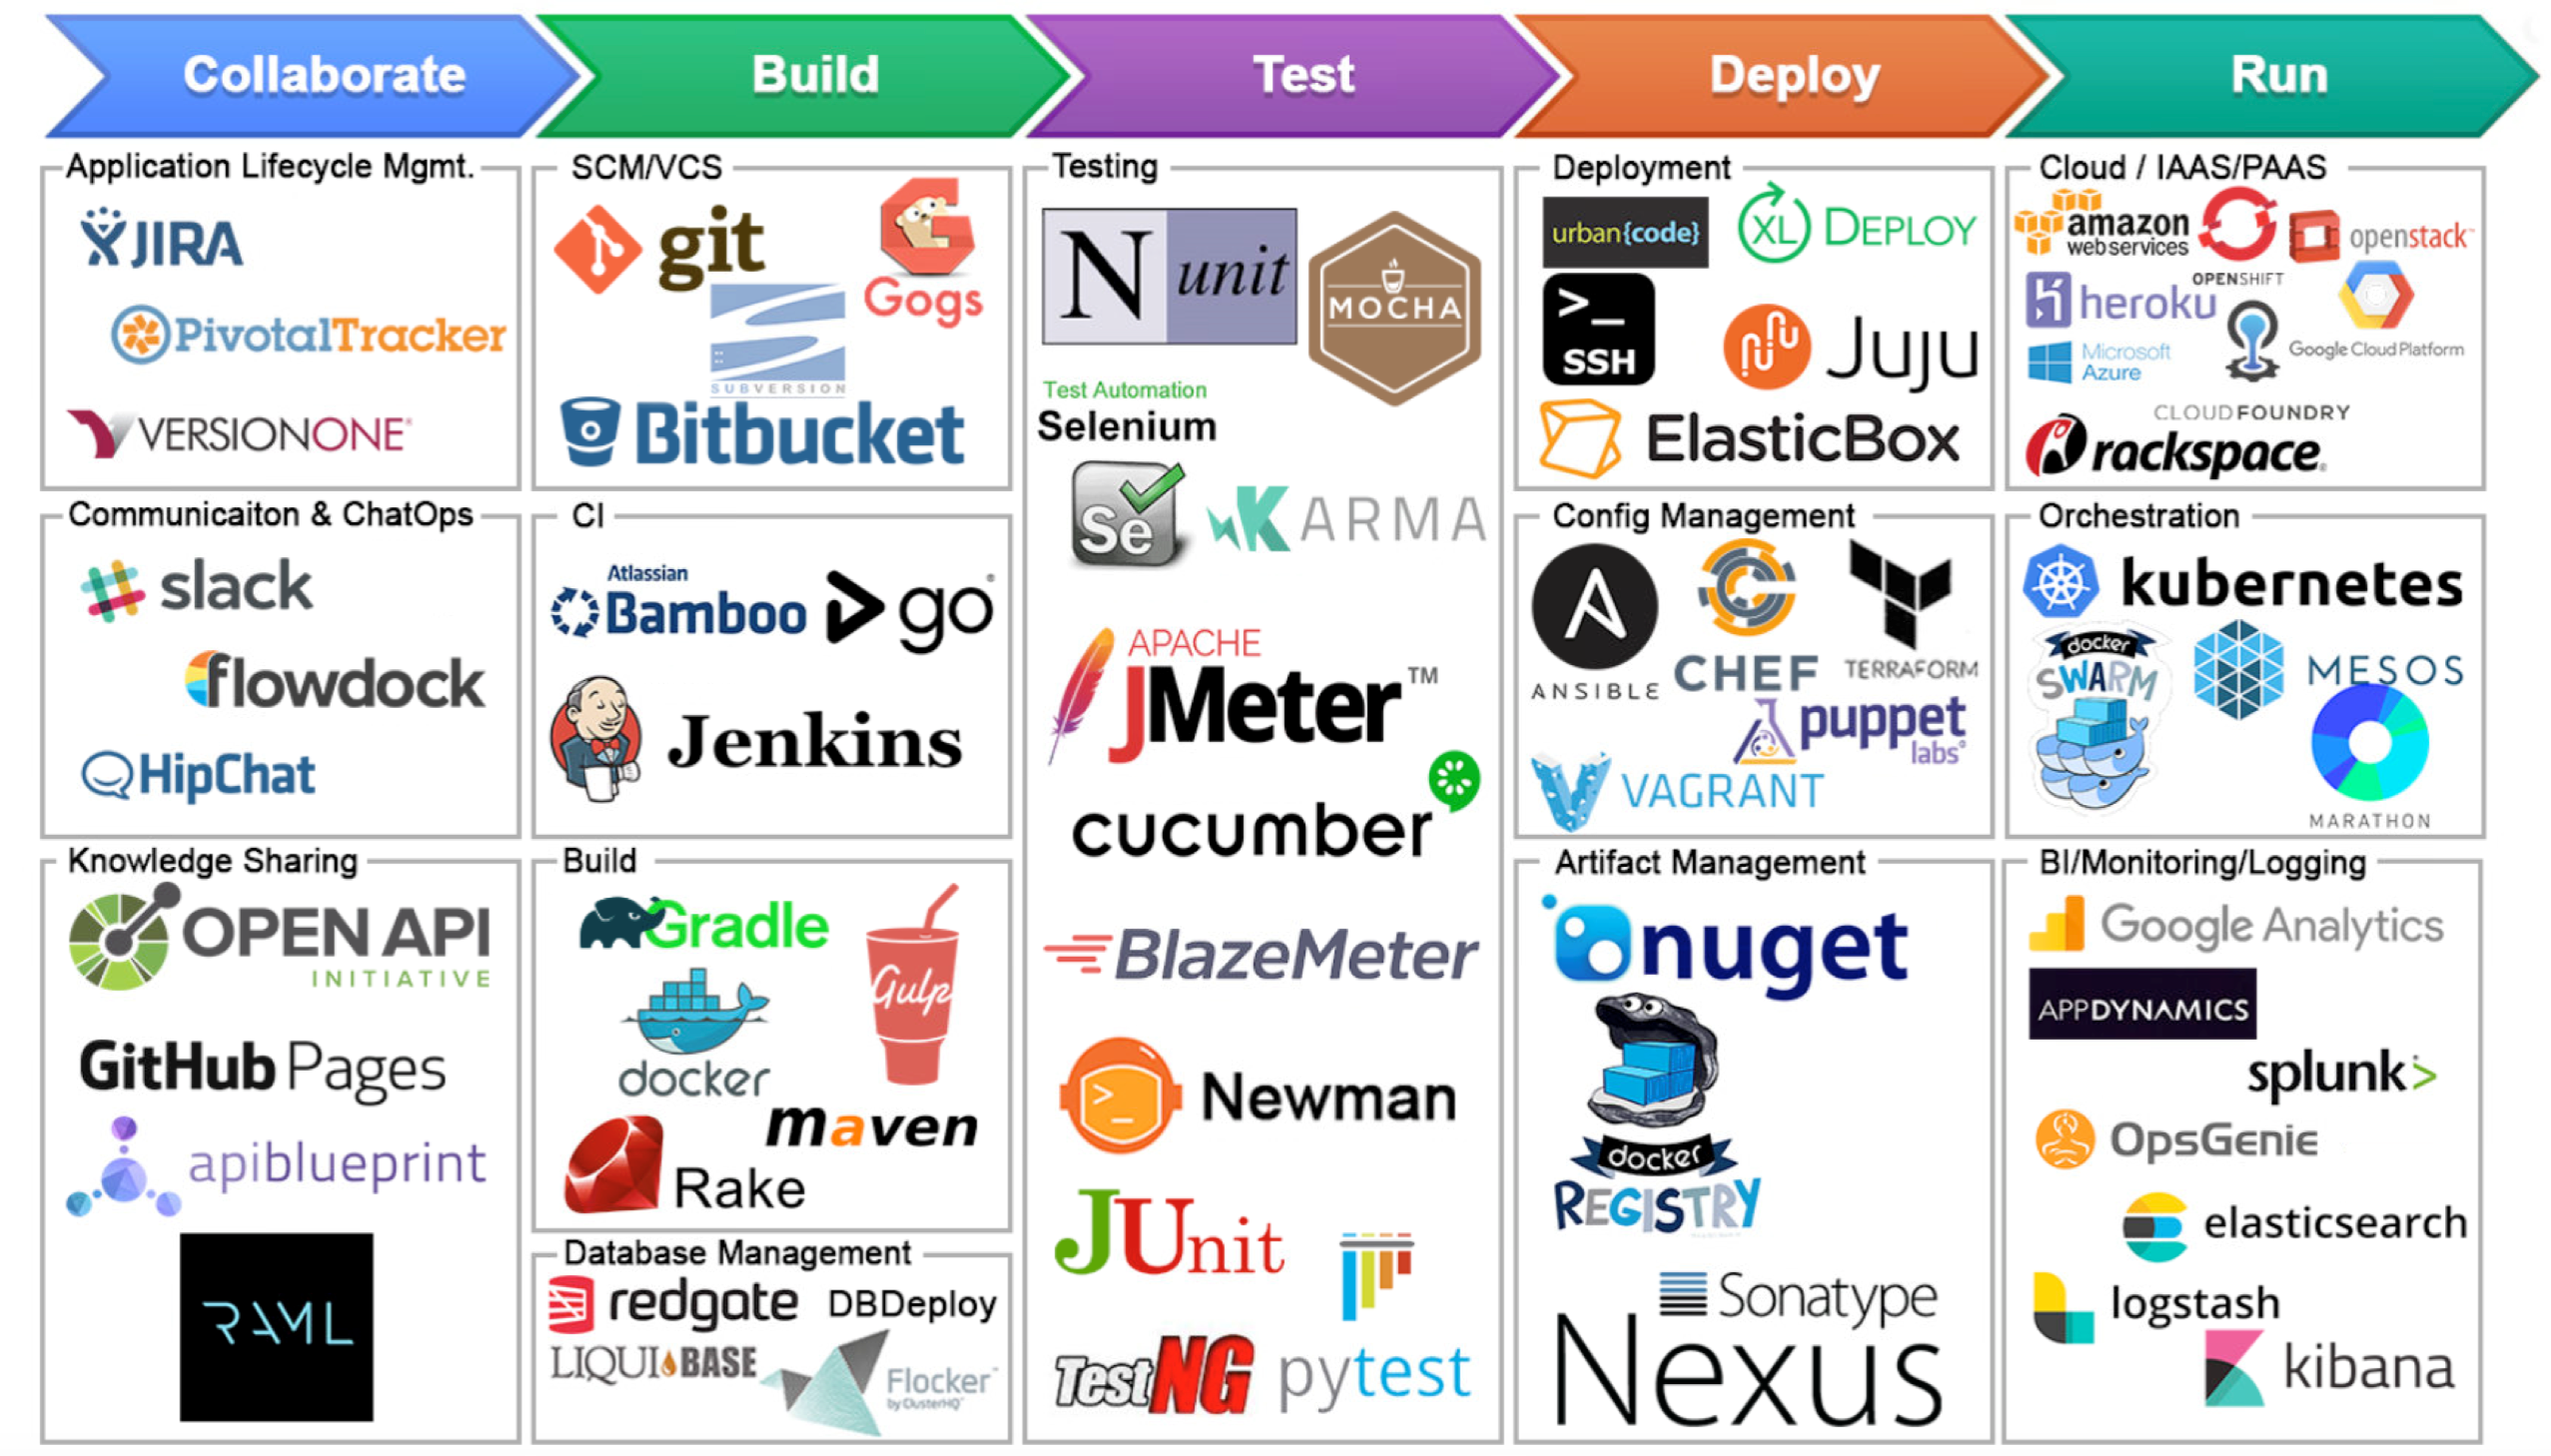 Collaborate
Build
Test
Deploy
Run
Application Lifecycle Mgmt.
JIRA
PivotalTracker
VERSIONONE
Communicaiton & ChatOps
slack
flowdock
HipChat
Knowledge Sharing
OPEN API
INITIATIVE
GitHub Pages
apiblueprint
RAML
SCM/VCS
git
Gogs
SUBVERSION
Bitbucket
CI
Atlassian
Bamboo
go
Jenkins
Build
Gradle
Gulp
docker
maven
Rake
Database Management
redgate
DBDeploy
LIQUIBASE
Flocker™
by ClusterHQ
Testing
N unit
MOCHA
Test Automation
Selenium
Se
KARMA
APACHE
JMeter™
cucumber
BlazeMeter
Newman
JUnit
TestNG
pytest
Deployment
urban{code}
XL DEPLOY
>_
SSH
Juju
ElasticBox
Config Management
ANSIBLE
CHEF
TERRAFORM
puppet
labs
VAGRANT
Artifact Management
nuget
docker
REGISTRY
Sonatype
Nexus
Cloud / IAAS/PAAS
amazon
webservices
OPENSHIFT
openstack™
heroku
Microsoft
Azure
Google Cloud Platform
CLOUD FOUNDRY
rackspace
Orchestration
kubernetes
docker
SWARM
MESOS
MARATHON
BI/Monitoring/Logging
Google Analytics
APPDYNAMICS
splunk>
OpsGenie
elasticsearch
logstash
kibana